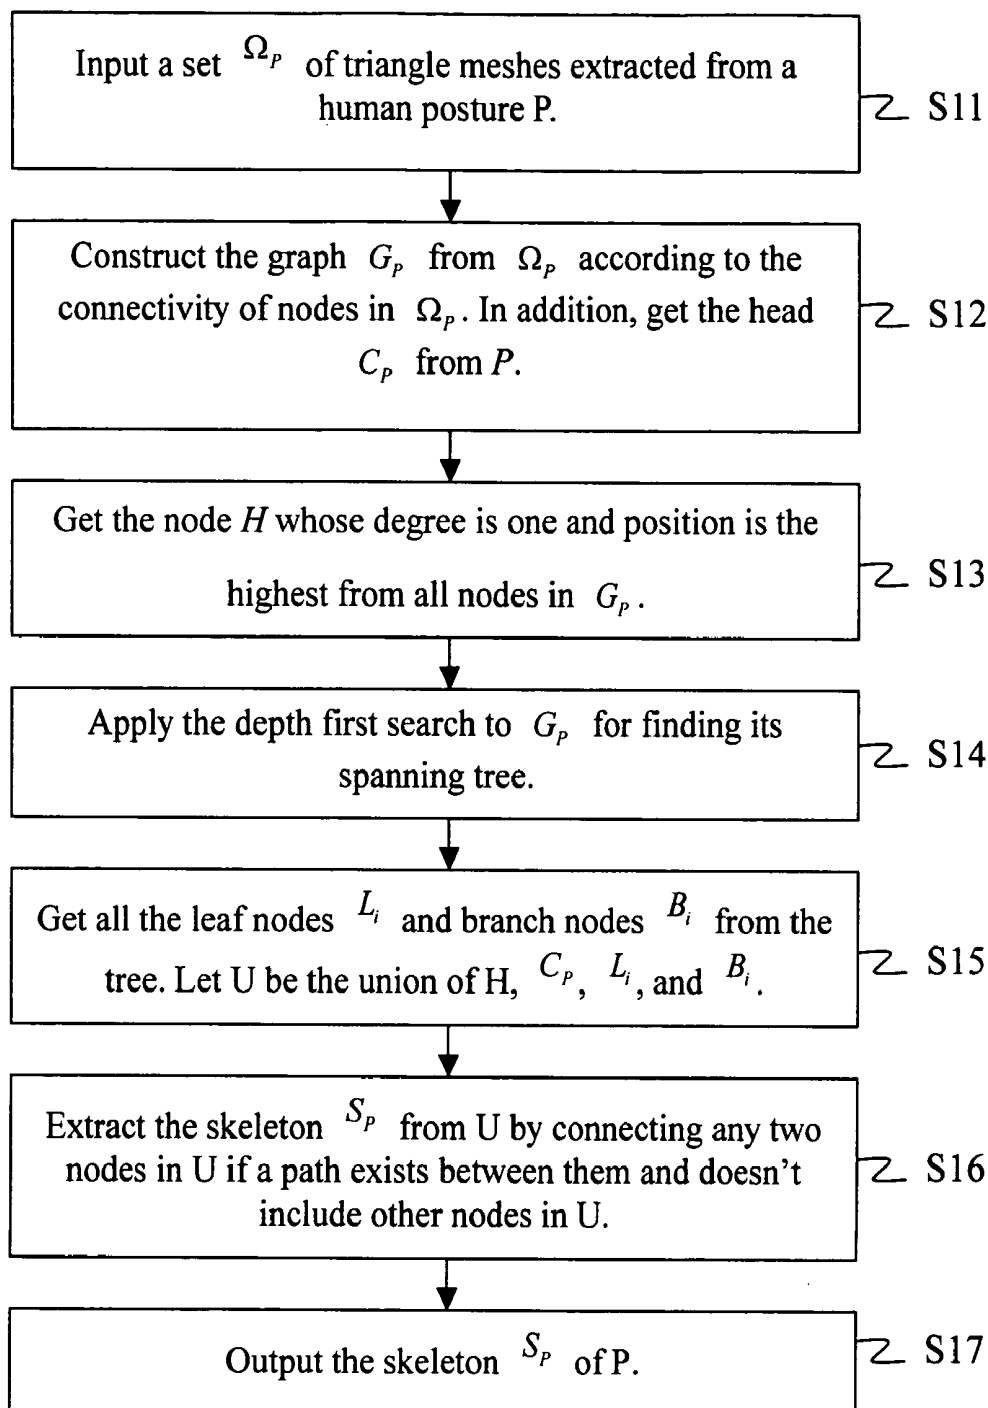 Input a set Ω_P of triangle meshes extracted from a
human posture P.
S11
Construct the graph G_P from Ω_P according to the
connectivity of nodes in Ω_P. In addition, get the head
C_P from P.
S12
Get the node H whose degree is one and position is the
highest from all nodes in G_P.
S13
Apply the depth first search to G_P for finding its
spanning tree.
S14
Get all the leaf nodes L_i and branch nodes B_i from the
tree. Let U be the union of H, C_P, L_i, and B_i.
S15
Extract the skeleton S_P from U by connecting any two
nodes in U if a path exists between them and doesn't
include other nodes in U.
S16
Output the skeleton S_P of P.
S17